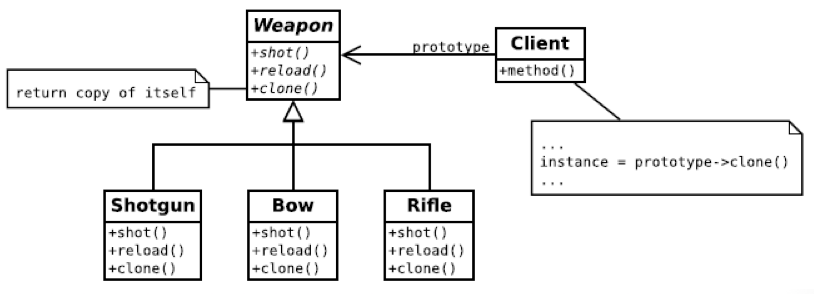 Weapon
+shot()
+reload()
+clone()
prototype
Client
+method()
return copy of itself
...
instance = prototype->clone()
...
Shotgun
+shot()
+reload()
+clone()
Bow
+shot()
+reload()
+clone()
Rifle
+shot()
+reload()
+clone()